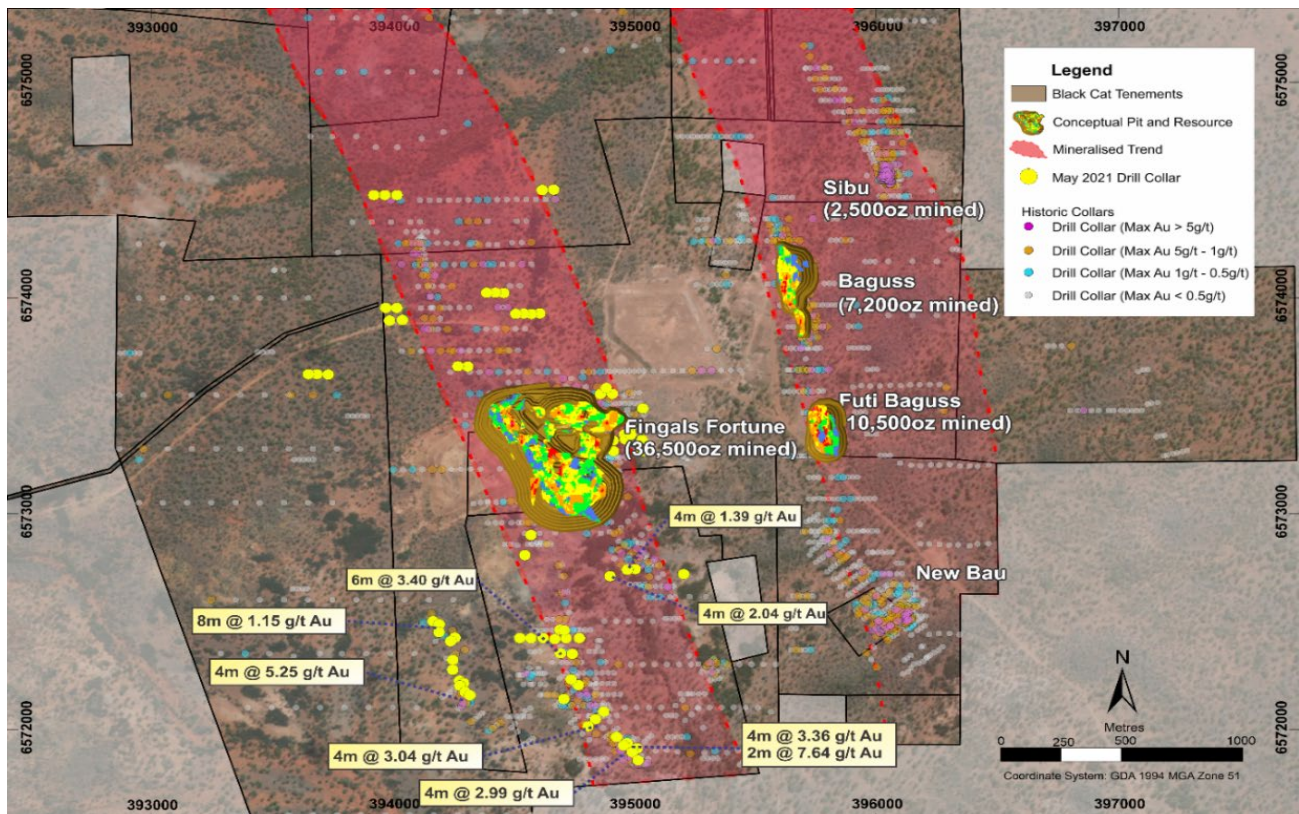 393000
394000
395000
396000
397000
6575000
6575000
Legend
Black Cat Tenements
Conceptual Pit and Resource
Mineralised Trend
May 2021 Drill Collar
Historic Collars
Drill Collar (Max Au > 5g/t)
Drill Collar (Max Au 5g/t - 1g/t)
Drill Collar (Max Au 1g/t - 0.5g/t)
Drill Collar (Max Au < 0.5g/t)
Sibu
(2,500oz mined)
Baguss
(7,200oz mined)
6574000
6574000
Futi Baguss
(10,500oz mined)
Fingals Fortune
(36,500oz mined)
6573000
6573000
4m @ 1.39 g/t Au
6m @ 3.40 g/t Au
New Bau
4m @ 2.04 g/t Au
8m @ 1.15 g/t Au
4m @ 5.25 g/t Au
N
6572000
6572000
Metres
4m @ 3.36 g/t Au
2m @ 7.64 g/t Au
0 250 500 1000
4m @ 3.04 g/t Au
Coordinate System: GDA 1994 MGA Zone 51
4m @ 2.99 g/t Au
393000
394000
395000
396000
397000